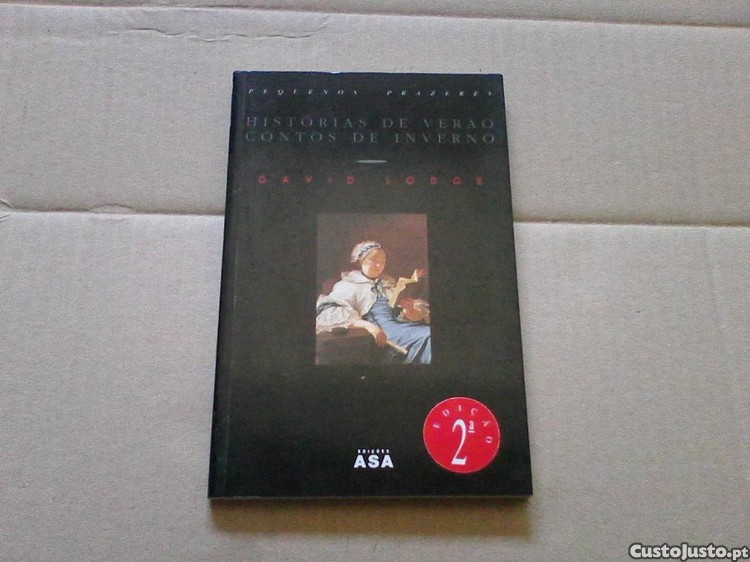 PEQUENOS PRAZERES
HISTÓRIAS DE VERÃO
CONTOS DE INVERNO
DAVID LODGE
EDIÇÃO
2ª
EDIÇÕES
ASA
CustoJusto.pt